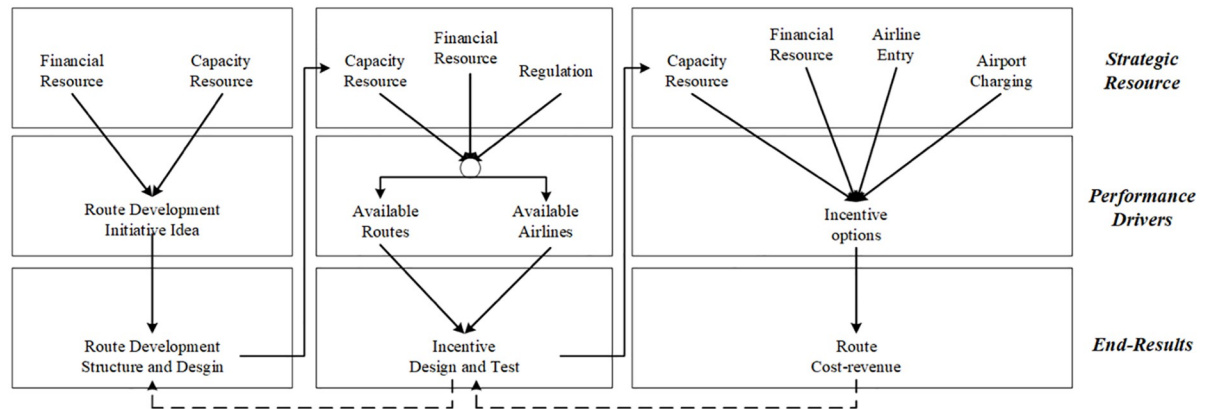 Financial
Resource
Capacity
Resource
Capacity
Resource
Financial
Resource
Regulation
Capacity
Resource
Financial
Resource
Airline
Entry
Airport
Charging
Strategic
Resource
Route Development
Initiative Idea
Available
Routes
Available
Airlines
Incentive
options
Performance
Drivers
Route Development
Structure and Desgin
Incentive
Design and Test
Route
Cost-revenue
End-Results